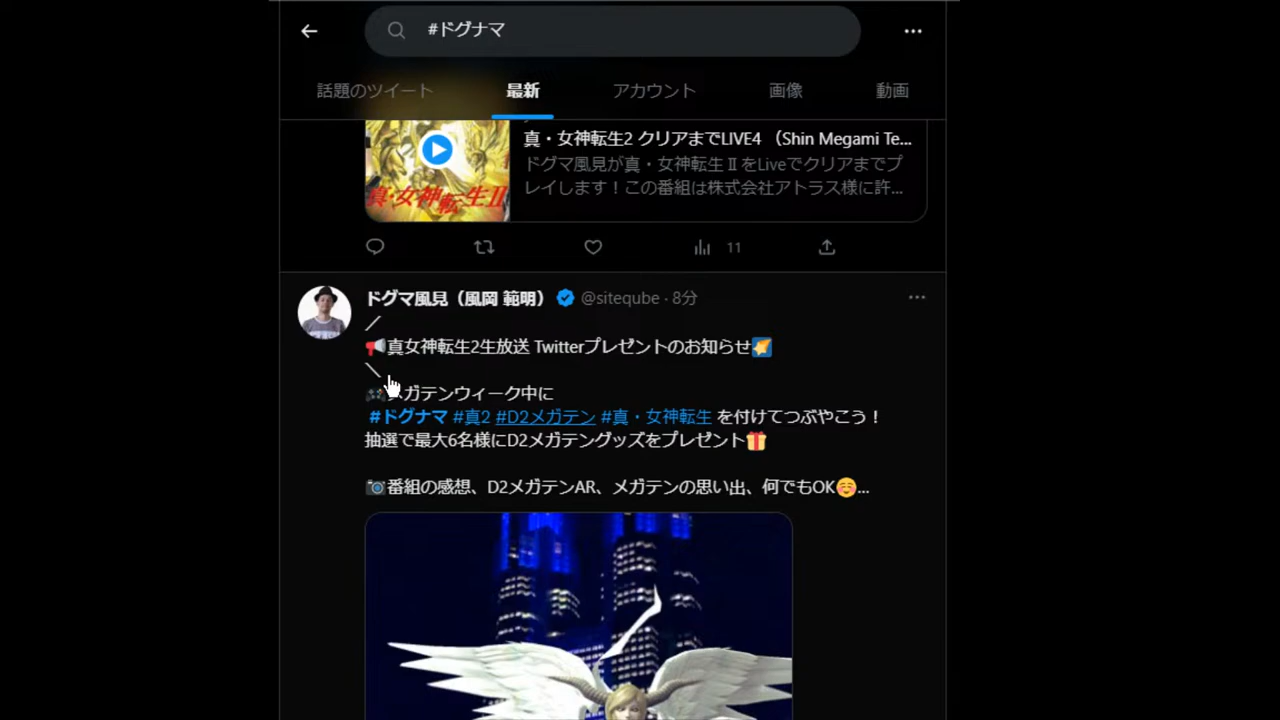 #ドグナマ
話題のツイート 最新 アカウント 画像 動画
真・女神転生2 クリアまでLIVE4 （Shin Megami Te...
ドグマ風見が真・女神転生ⅡをLiveでクリアまでプ
レイします！この番組は株式会社アトラス様に許...
真・女神転生Ⅱ
11
ドグマ風見（風岡 範明） @siteqube · 8分
／
📢真女神転生2生放送 Twitterプレゼントのお知らせ🌠
＼
🎮メガテンウィーク中に
#ドグナマ #真2 #D2メガテン #真・女神転生 を付けてつぶやこう！
抽選で最大6名様にD2メガテングッズをプレゼント🎁
📷番組の感想、D2メガテンAR、メガテンの思い出、何でもOK☺️...